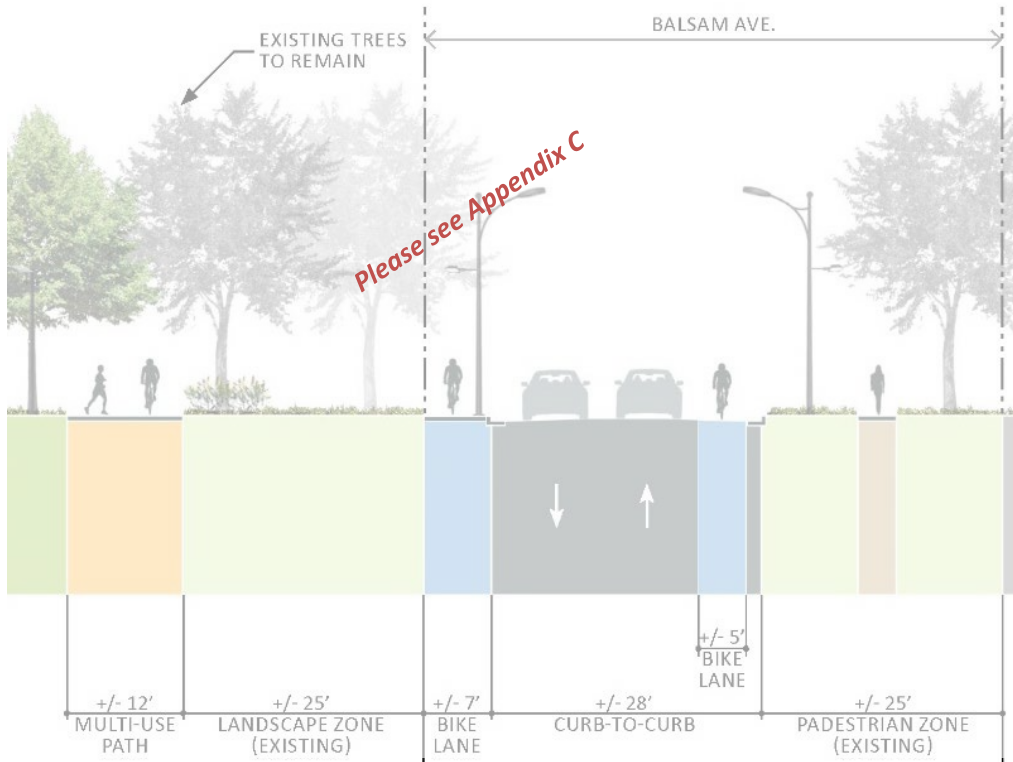 BALSAM AVE.
EXISTING TREES
TO REMAIN
Please see Appendix C
+/- 5’
BIKE
LANE
+/- 12’
MULTI-USE
PATH
+/- 25’
LANDSCAPE ZONE
(EXISTING)
+/- 7’
BIKE
LANE
+/- 28’
CURB-TO-CURB
+/- 25’
PADESTRIAN ZONE
(EXISTING)